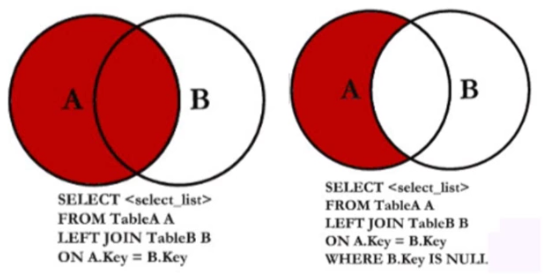 A B
SELECT <select_list>
FROM TableA A
LEFT JOIN TableB B
ON A.Key = B.Key
A B
SELECT <select_list>
FROM TableA A
LEFT JOIN TableB B
ON A.Key = B.Key
WHERE B.Key IS NULL